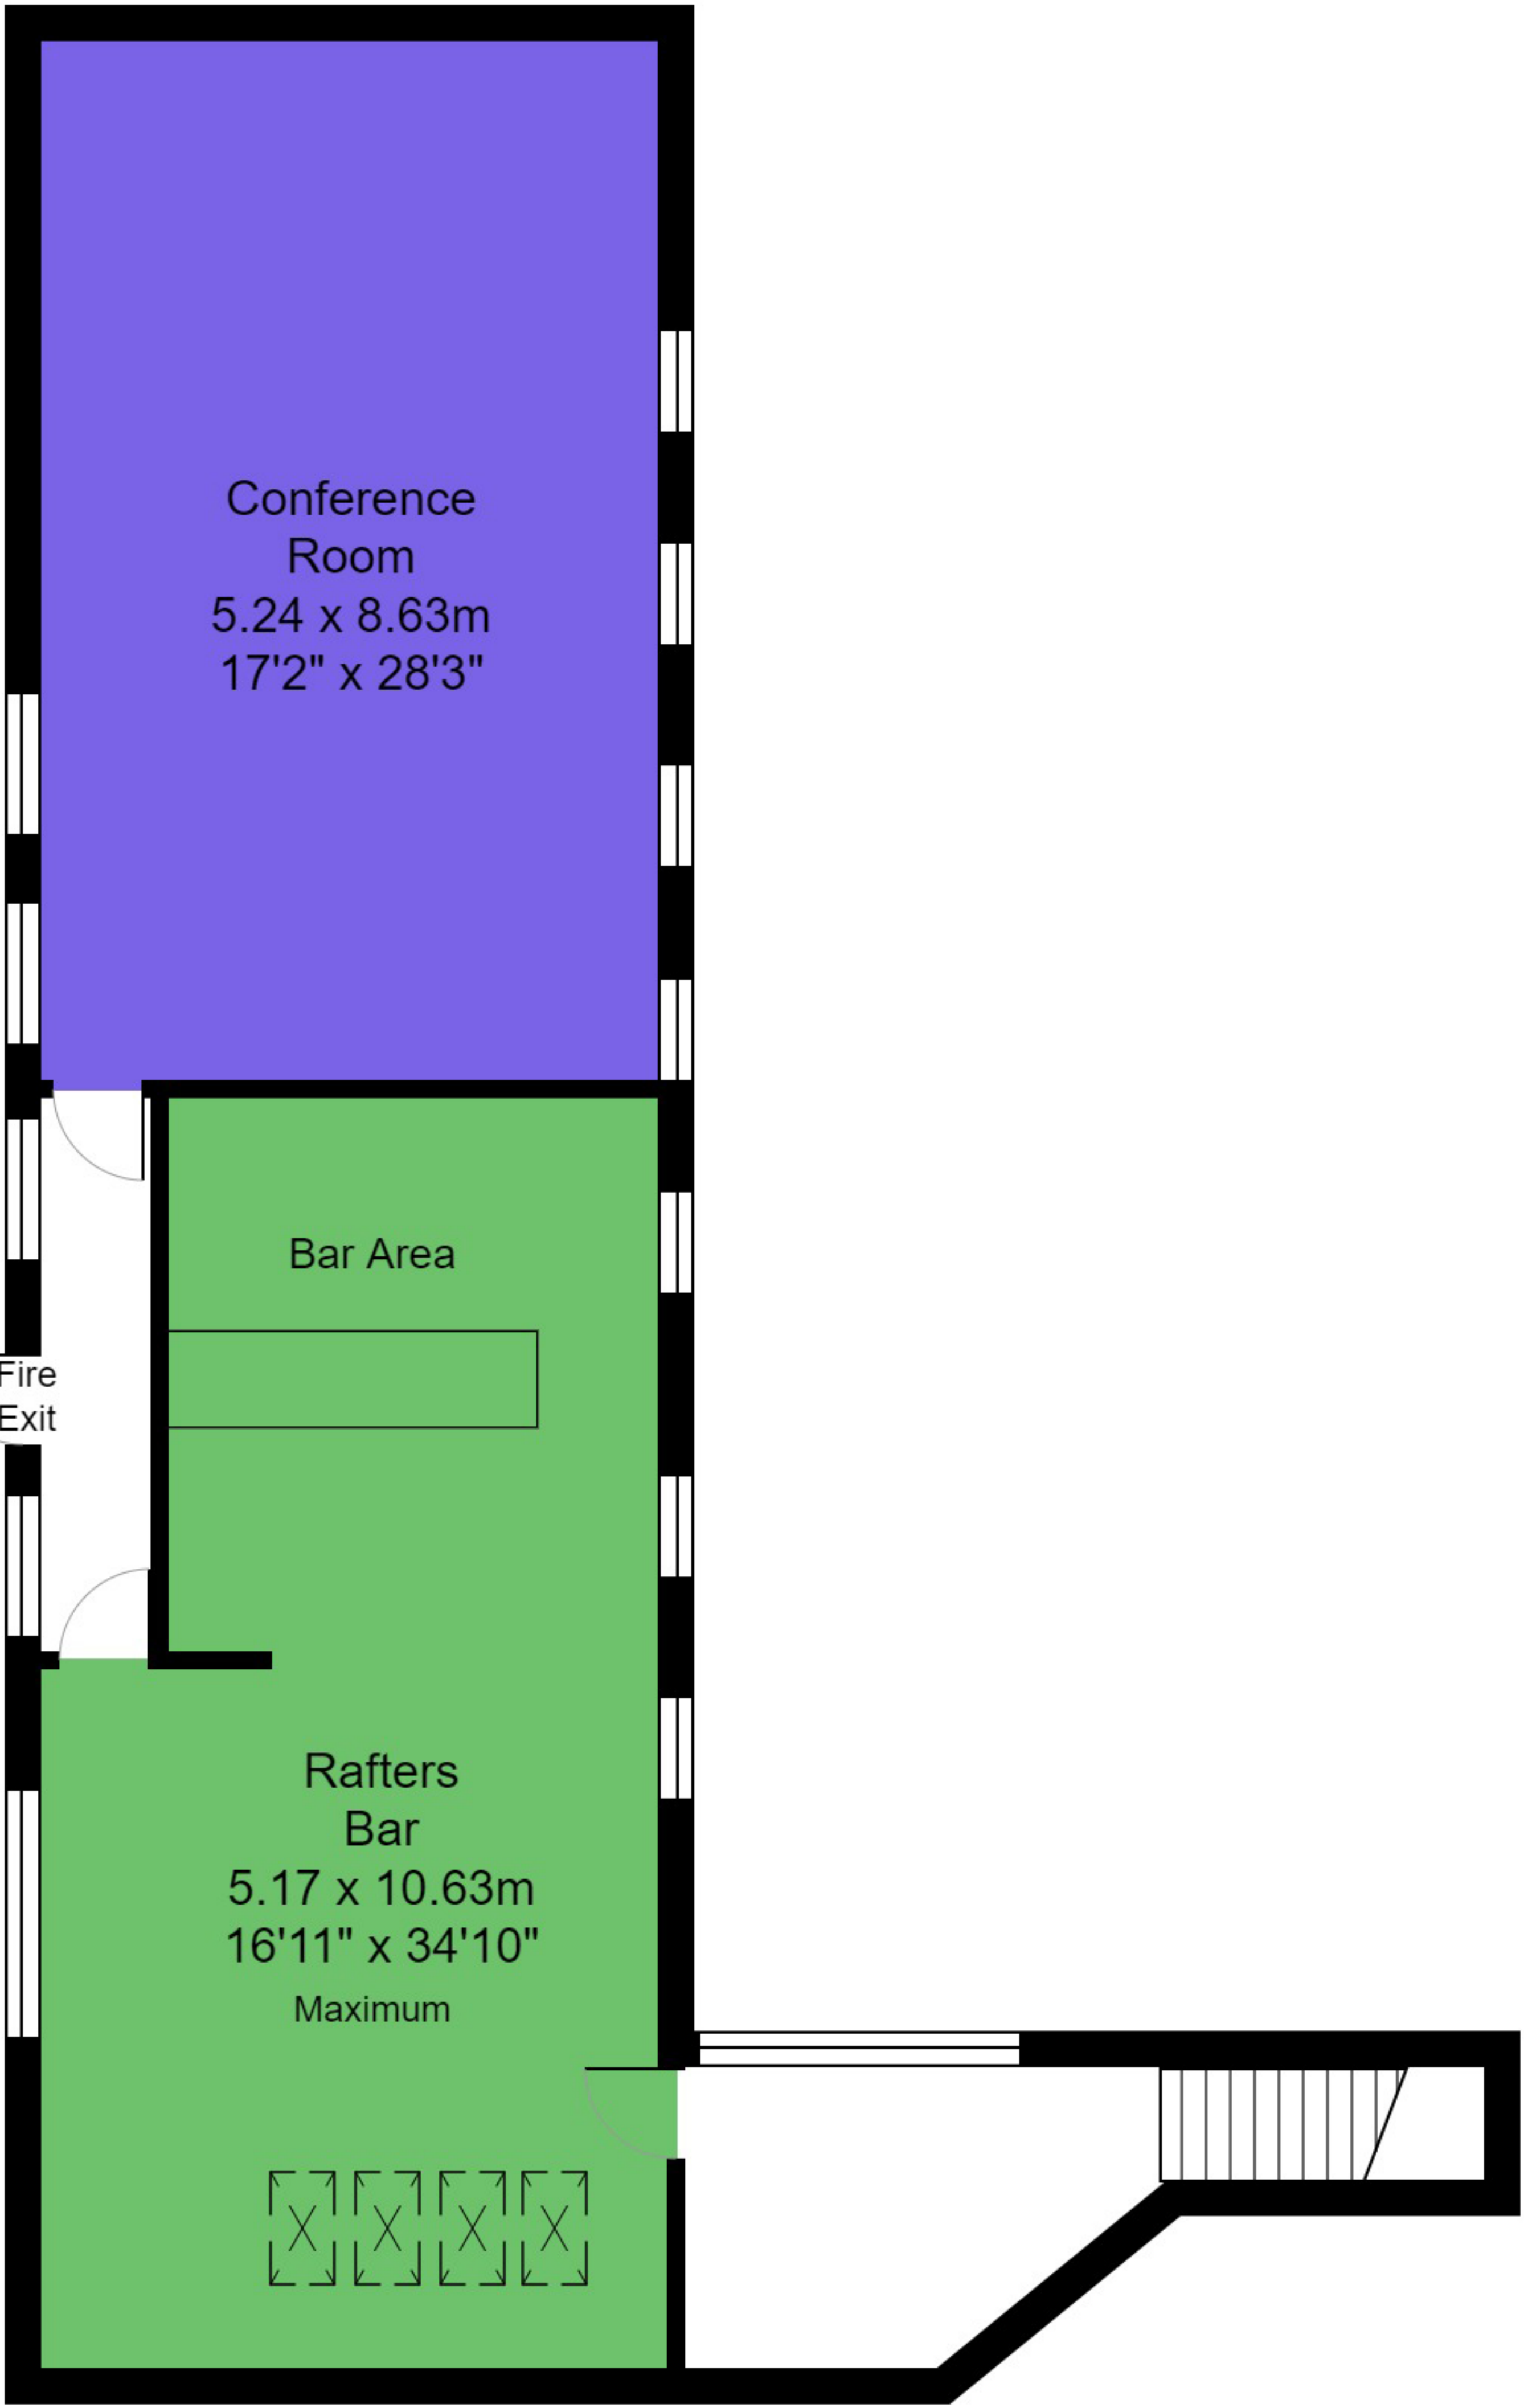 Conference
Room
5.24 x 8.63m
17'2" x 28'3"
Bar Area
Fire
Exit
Rafters
Bar
5.17 x 10.63m
16'11" x 34'10"
Maximum